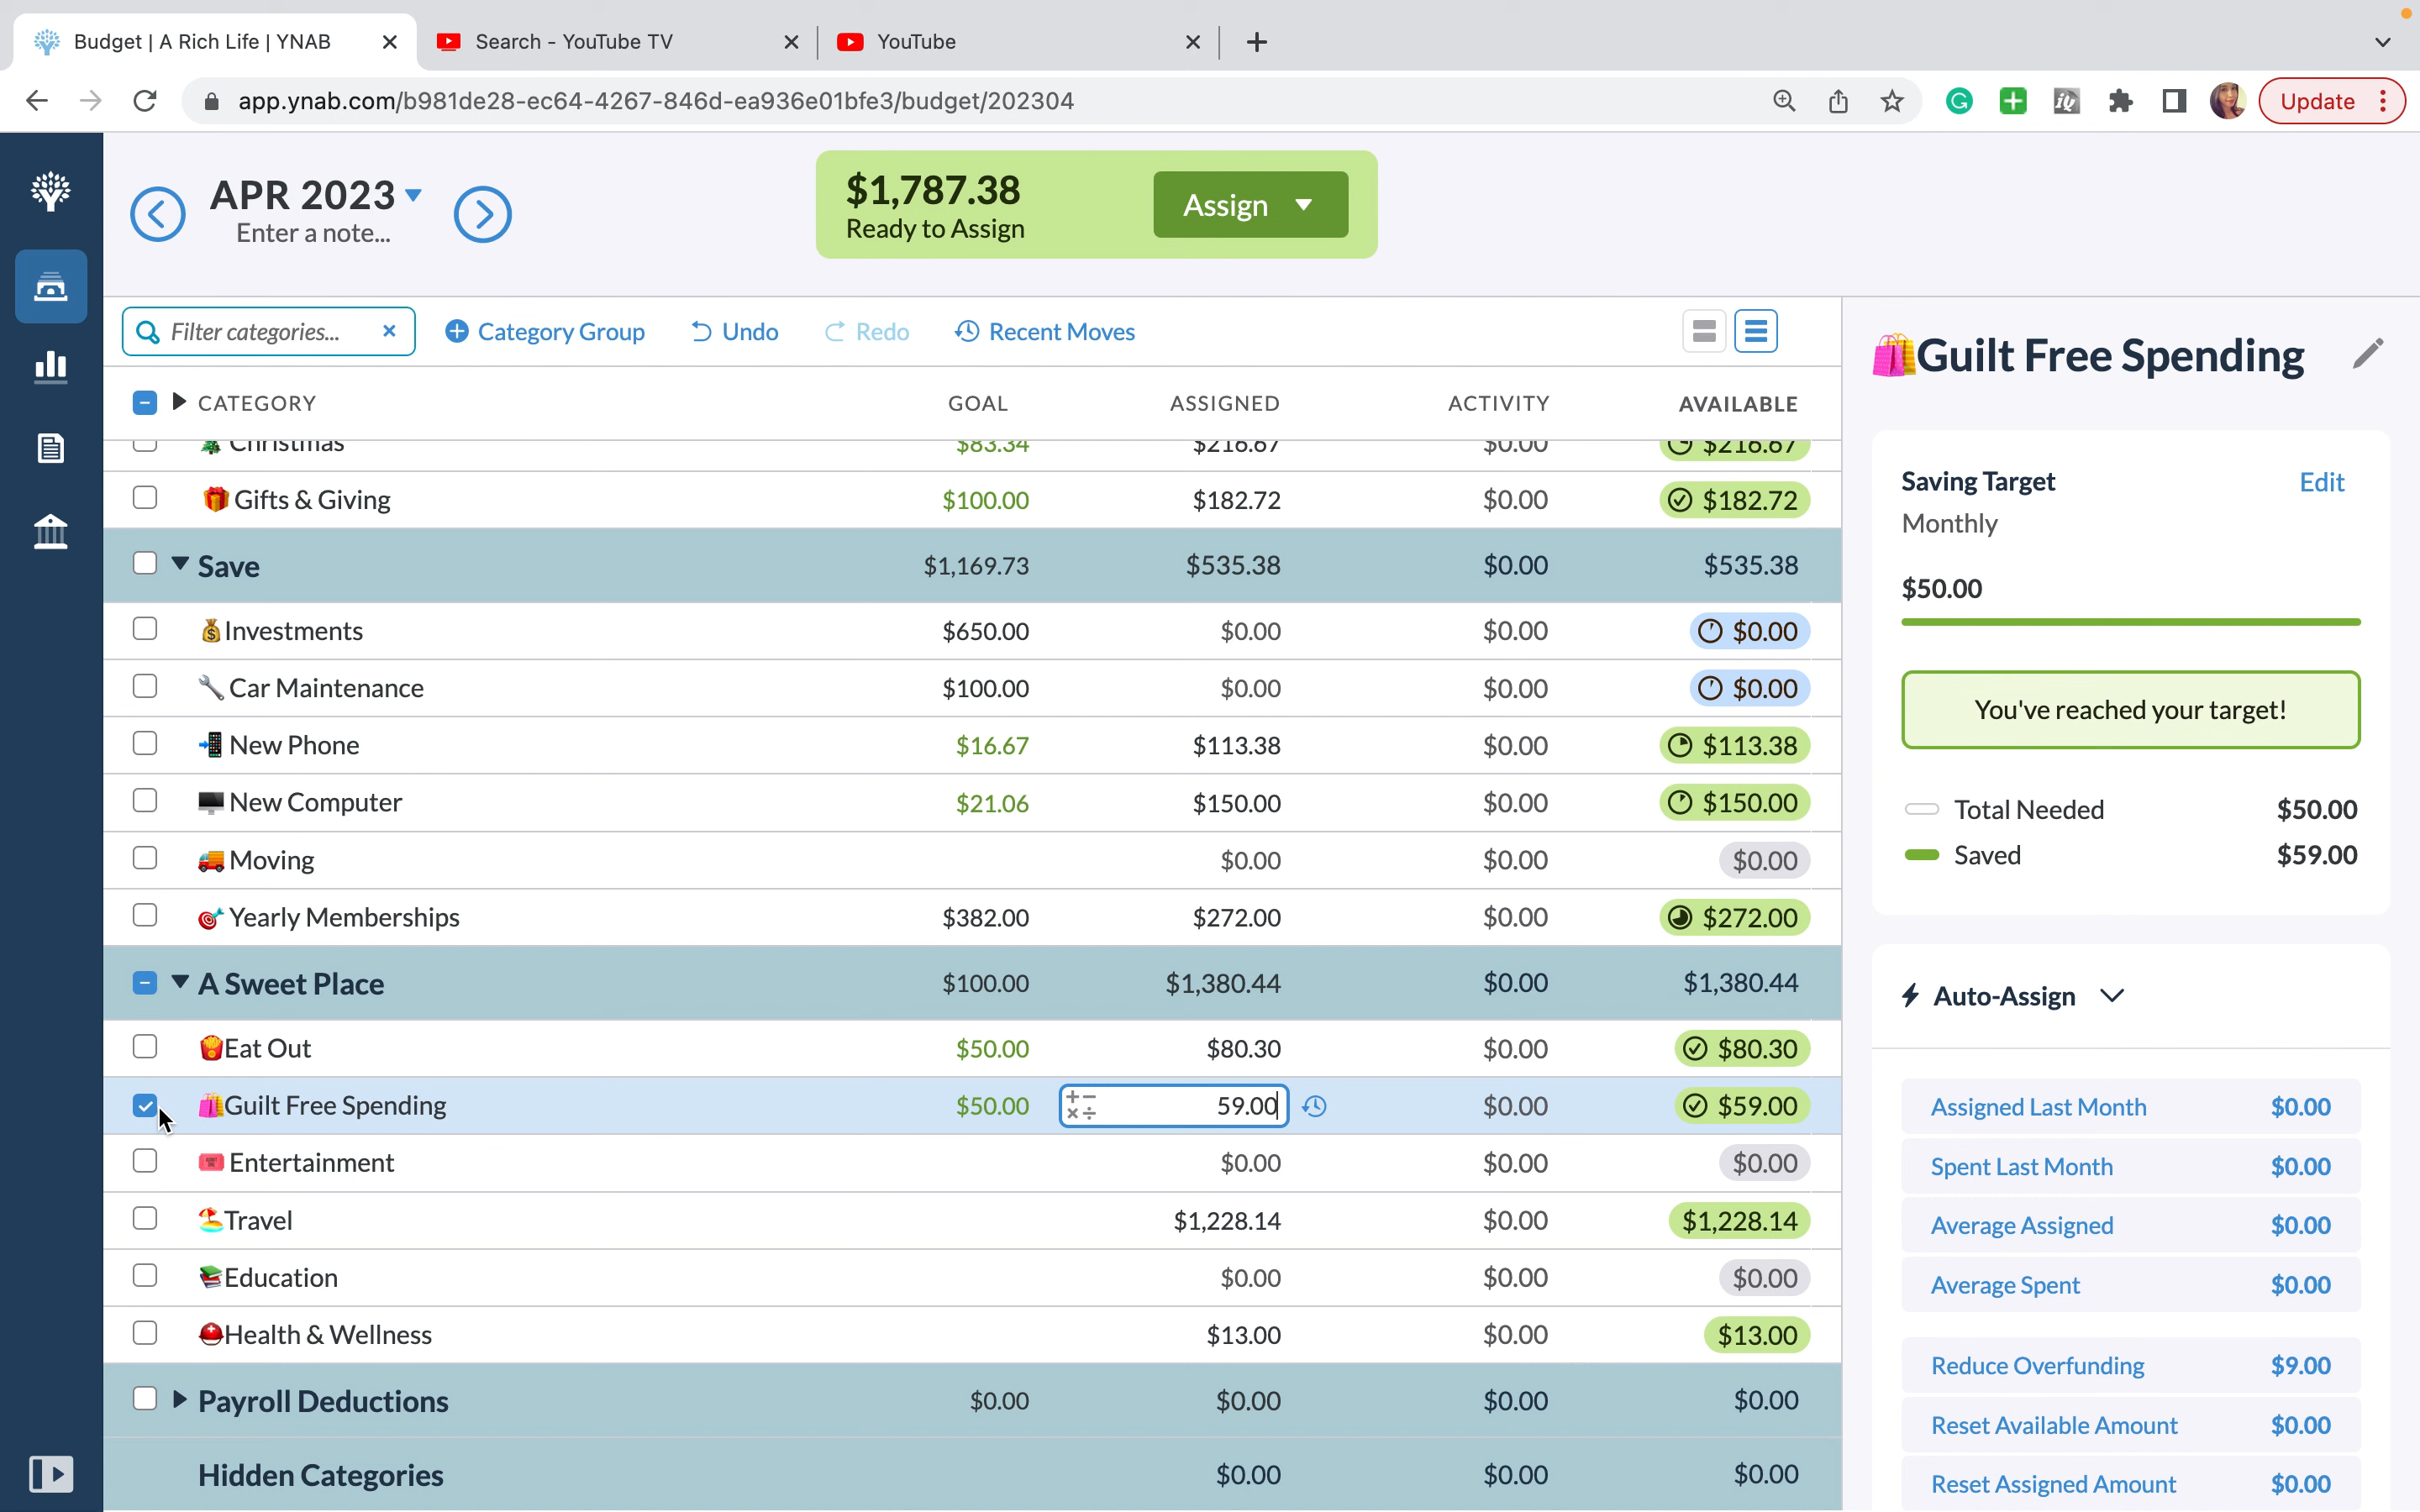 Budget | A Rich Life | YNAB
Search - YouTube TV
YouTube
app.ynab.com/b981de28-ec64-4267-846d-ea936e01bfe3/budget/202304
Update
APR 2023
Enter a note...
$1,787.38
Ready to Assign
Assign
Filter categories...
Category Group
Undo
Redo
Recent Moves
CATEGORY GOAL ASSIGNED ACTIVITY AVAILABLE
Christmas $83.34 $216.67 $0.00 $216.67
Gifts & Giving $100.00 $182.72 $0.00 $182.72
Save $1,169.73 $535.38 $0.00 $535.38
Investments $650.00 $0.00 $0.00 $0.00
Car Maintenance $100.00 $0.00 $0.00 $0.00
New Phone $16.67 $113.38 $0.00 $113.38
New Computer $21.06 $150.00 $0.00 $150.00
Moving $0.00 $0.00 $0.00
Yearly Memberships $382.00 $272.00 $0.00 $272.00
A Sweet Place $100.00 $1,380.44 $0.00 $1,380.44
Eat Out $50.00 $80.30 $0.00 $80.30
Guilt Free Spending $50.00 59.00 $0.00 $59.00
Entertainment $0.00 $0.00 $0.00
Travel $1,228.14 $0.00 $1,228.14
Education $0.00 $0.00 $0.00
Health & Wellness $13.00 $0.00 $13.00
Payroll Deductions $0.00 $0.00 $0.00 $0.00
Hidden Categories $0.00 $0.00 $0.00
Guilt Free Spending
Saving Target Edit
Monthly
$50.00
You've reached your target!
Total Needed $50.00
Saved $59.00
Auto-Assign
Assigned Last Month $0.00
Spent Last Month $0.00
Average Assigned $0.00
Average Spent $0.00
Reduce Overfunding $9.00
Reset Available Amount $0.00
Reset Assigned Amount $0.00